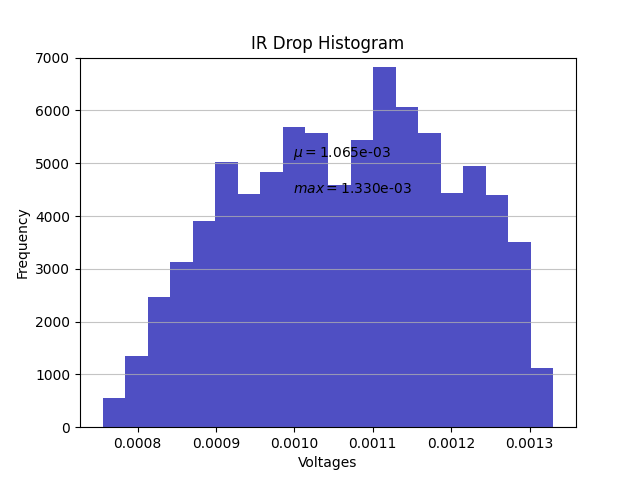 IR Drop Histogram
7000
6000
5000
4000
3000
2000
1000
0
Frequency
μ = 1.065e-03
max = 1.330e-03
0.0008 0.0009 0.0010 0.0011 0.0012 0.0013
Voltages